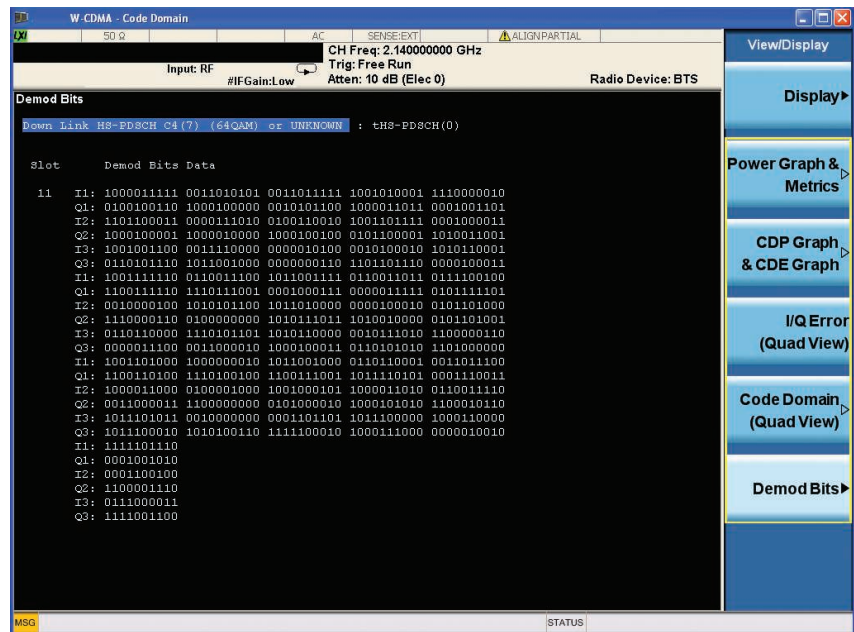 W-CDMA - Code Domain
LXI 50 Ω AC SENSE:EXT ALIGN PARTIAL
CH Freq: 2.140000000 GHz
Input: RF Trig: Free Run
#IFGain:Low Atten: 10 dB (Elec 0) Radio Device: BTS
Demod Bits
Down Link HS-PDSCH C4(7) (64QAM) or UNKNOWN : tHS-PDSCH(0)
Slot Demod Bits Data
11 I1: 1000011111 0011010101 0011011111 1001010001 1110000010
Q1: 0100100110 1000100000 0010101100 1000011011 0001001101
I2: 1101100011 0000111010 0100110010 1001101111 0001000011
Q2: 1000100001 1000010000 1000100100 0101100001 1010011001
I3: 1001001100 0011110000 0000010100 0010100010 1010110001
Q3: 0110101110 1011001000 0000000110 1101101110 0000100011
I1: 1001111110 0110011100 1011001111 0110011011 0111100100
Q1: 1100111110 1110111001 0001000111 0000011111 0101111101
I2: 0010000100 1010101100 1011010000 0000100010 0101101000
Q2: 1110000110 0100000000 1010111011 1010010000 0101101001
I3: 0110110000 1110101101 1010110000 0010111010 1100000110
Q3: 0000011100 0011000010 1000100011 0110101010 1101000000
I1: 1001101000 1000000010 1011001000 0110110001 0011011100
Q1: 1100110100 1110100100 1100111001 1011110101 0001110011
I2: 1000011000 0100001000 1001000101 1000011010 0110011110
Q2: 0011000011 1100000000 0101000010 1000101010 1100010110
I3: 1011101011 0010000000 0001101101 1011100000 1000110000
Q3: 1011100010 1010100110 1111100010 1000111000 0000010010
I1: 1111101110
Q1: 0001001010
I2: 0001100100
Q2: 1100001110
I3: 0111000011
Q3: 1111001100
MSG STATUS
View/Display
Display
Power Graph &
Metrics
CDP Graph
& CDE Graph
I/Q Error
(Quad View)
Code Domain
(Quad View)
Demod Bits